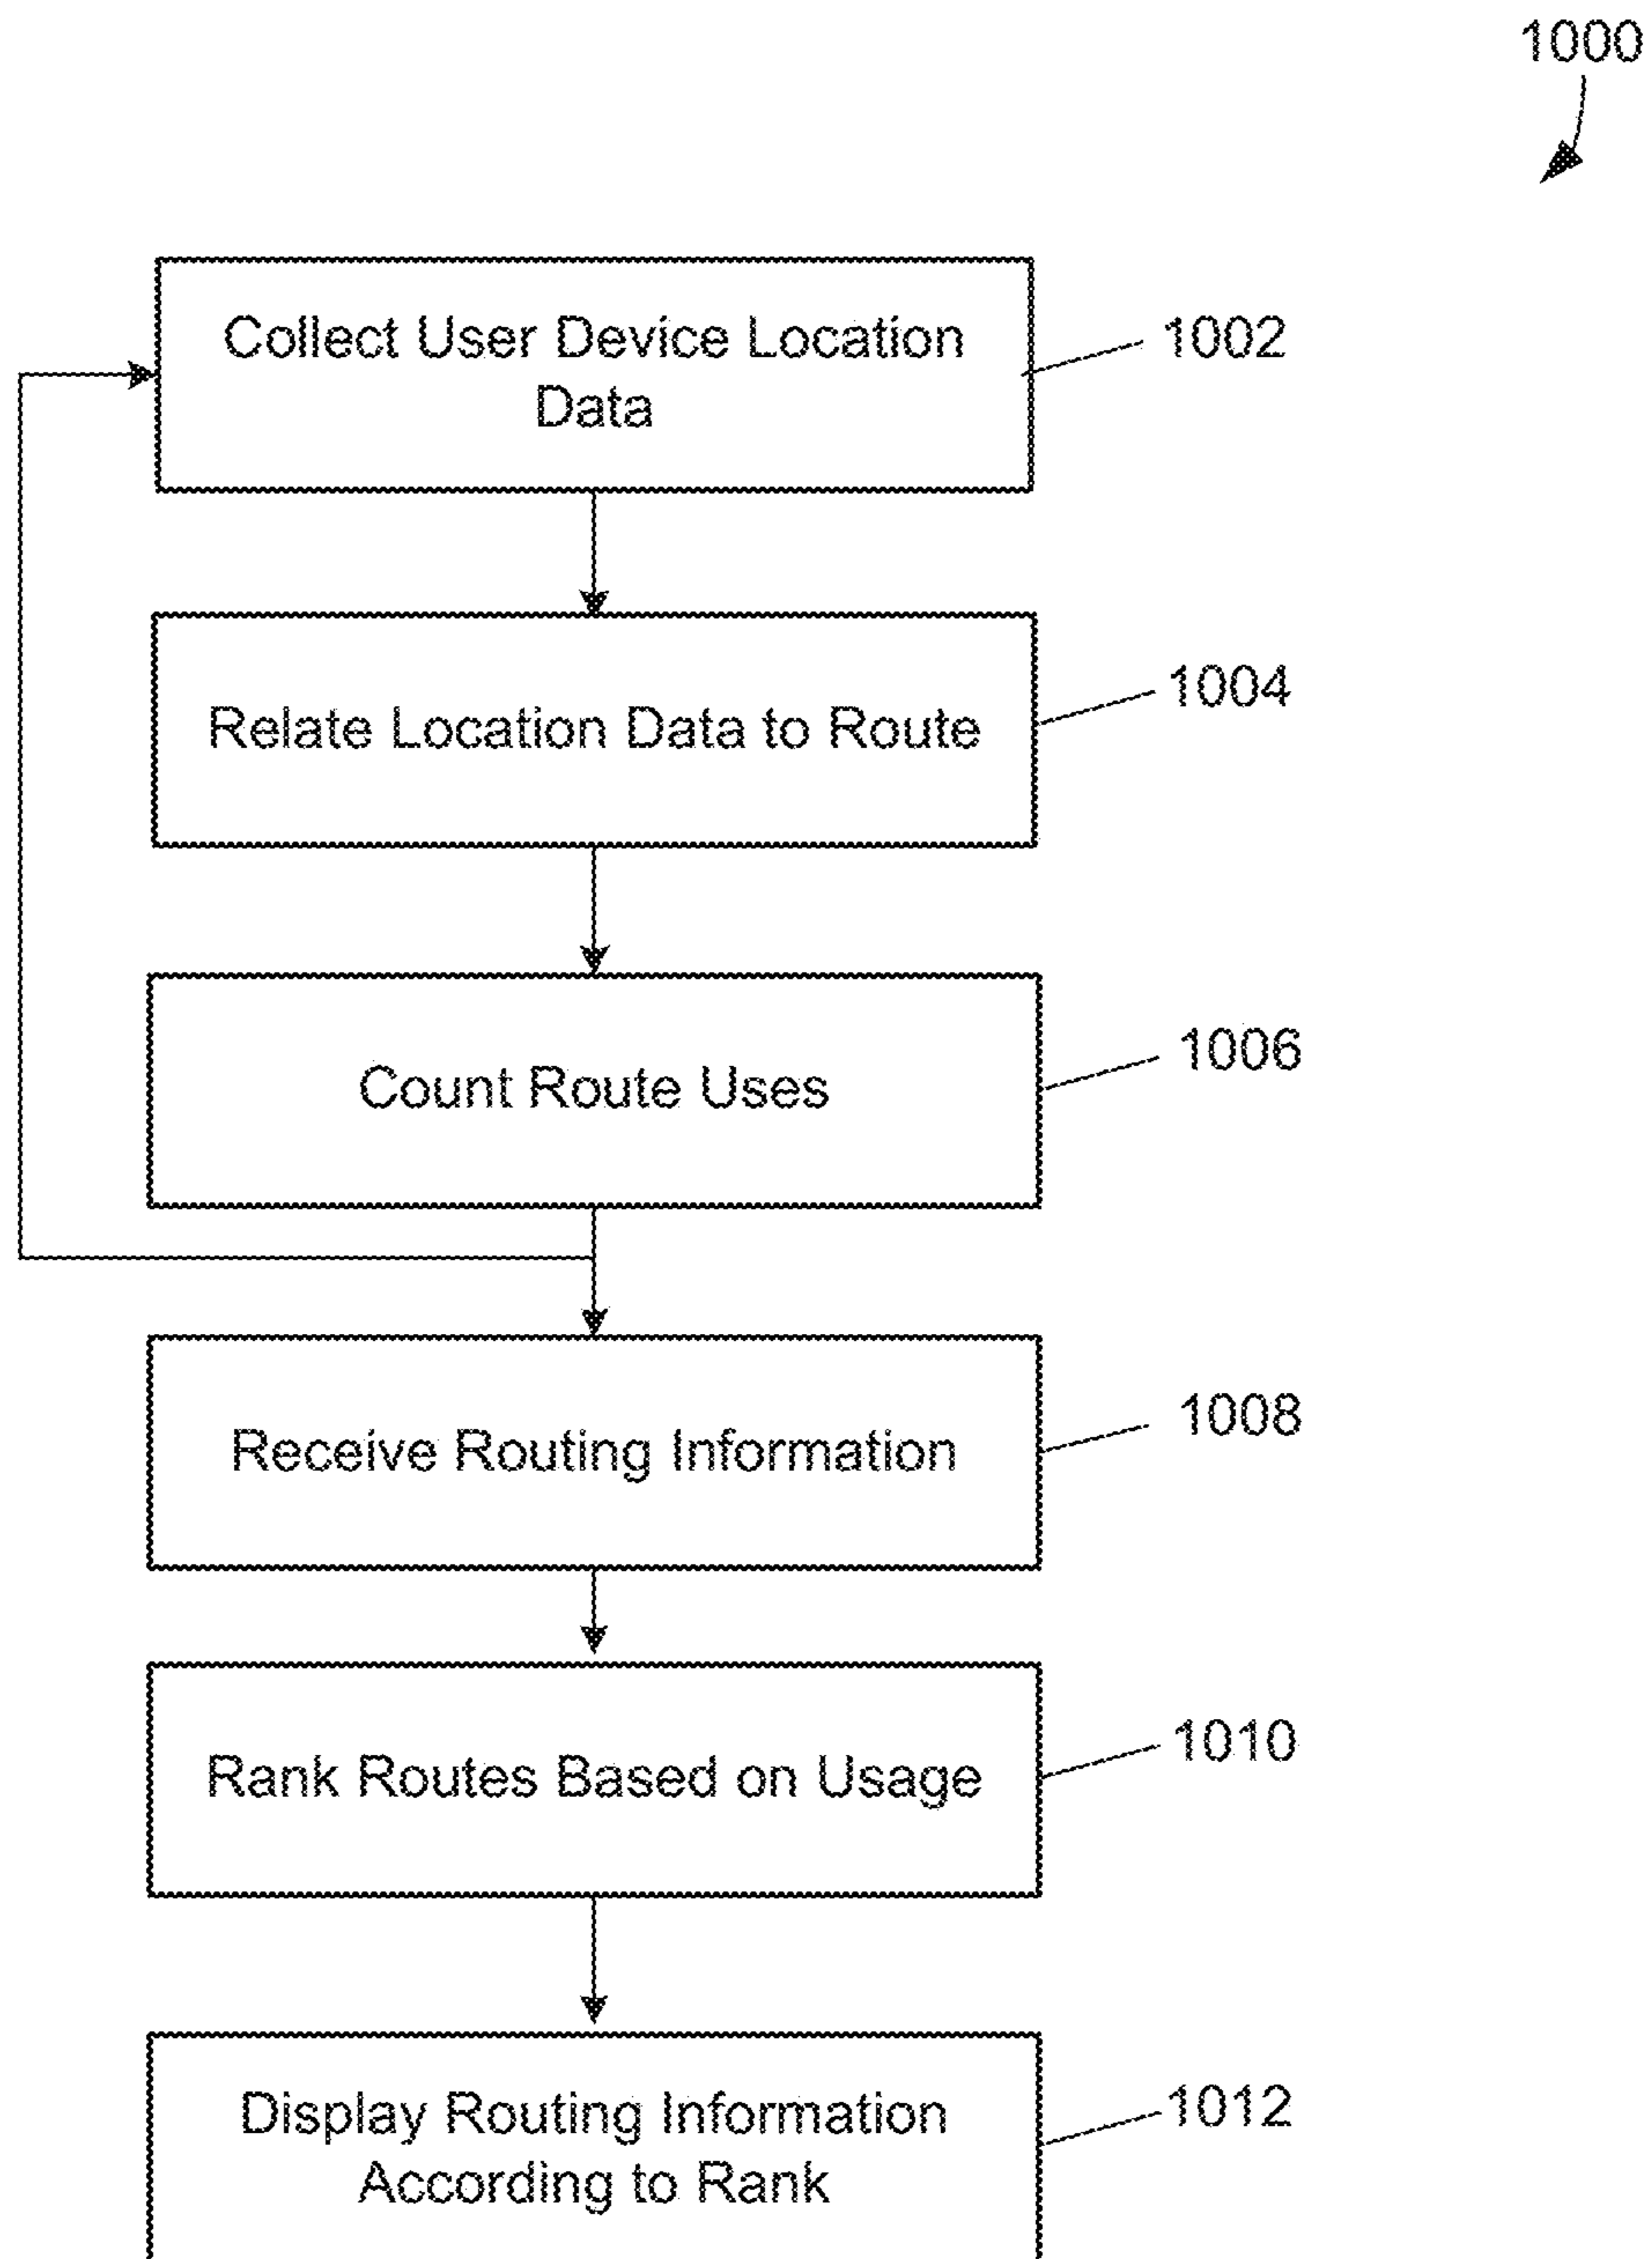 1000
Collect User Device Location
Data
1002
Relate Location Data to Route
1004
Count Route Uses
1006
Receive Routing Information
1008
Rank Routes Based on Usage
1010
Display Routing Information
According to Rank
1012